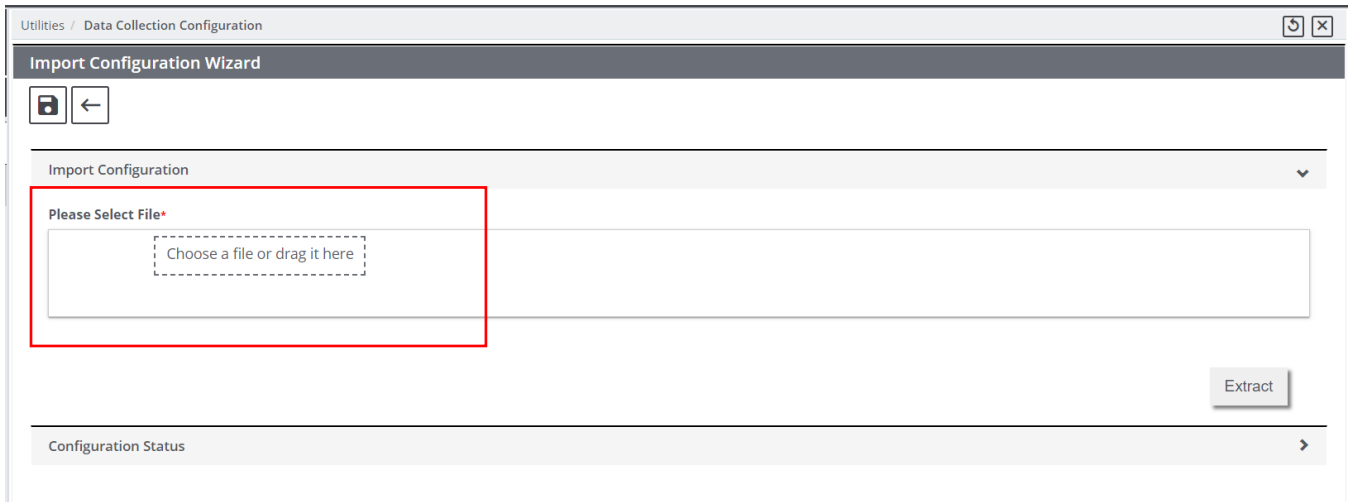 Utilities / Data Collection Configuration
Import Configuration Wizard
Import Configuration
Please Select File*
Choose a file or drag it here
Extract
Configuration Status